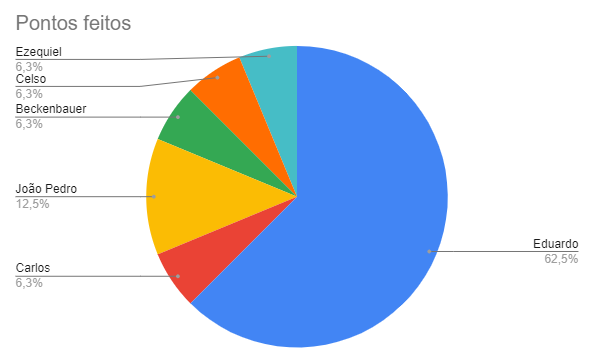 Pontos feitos
Ezequiel
6,3%
Celso
6,3%
Beckenbauer
6,3%
João Pedro
12,5%
Carlos
6,3%
Eduardo
62,5%